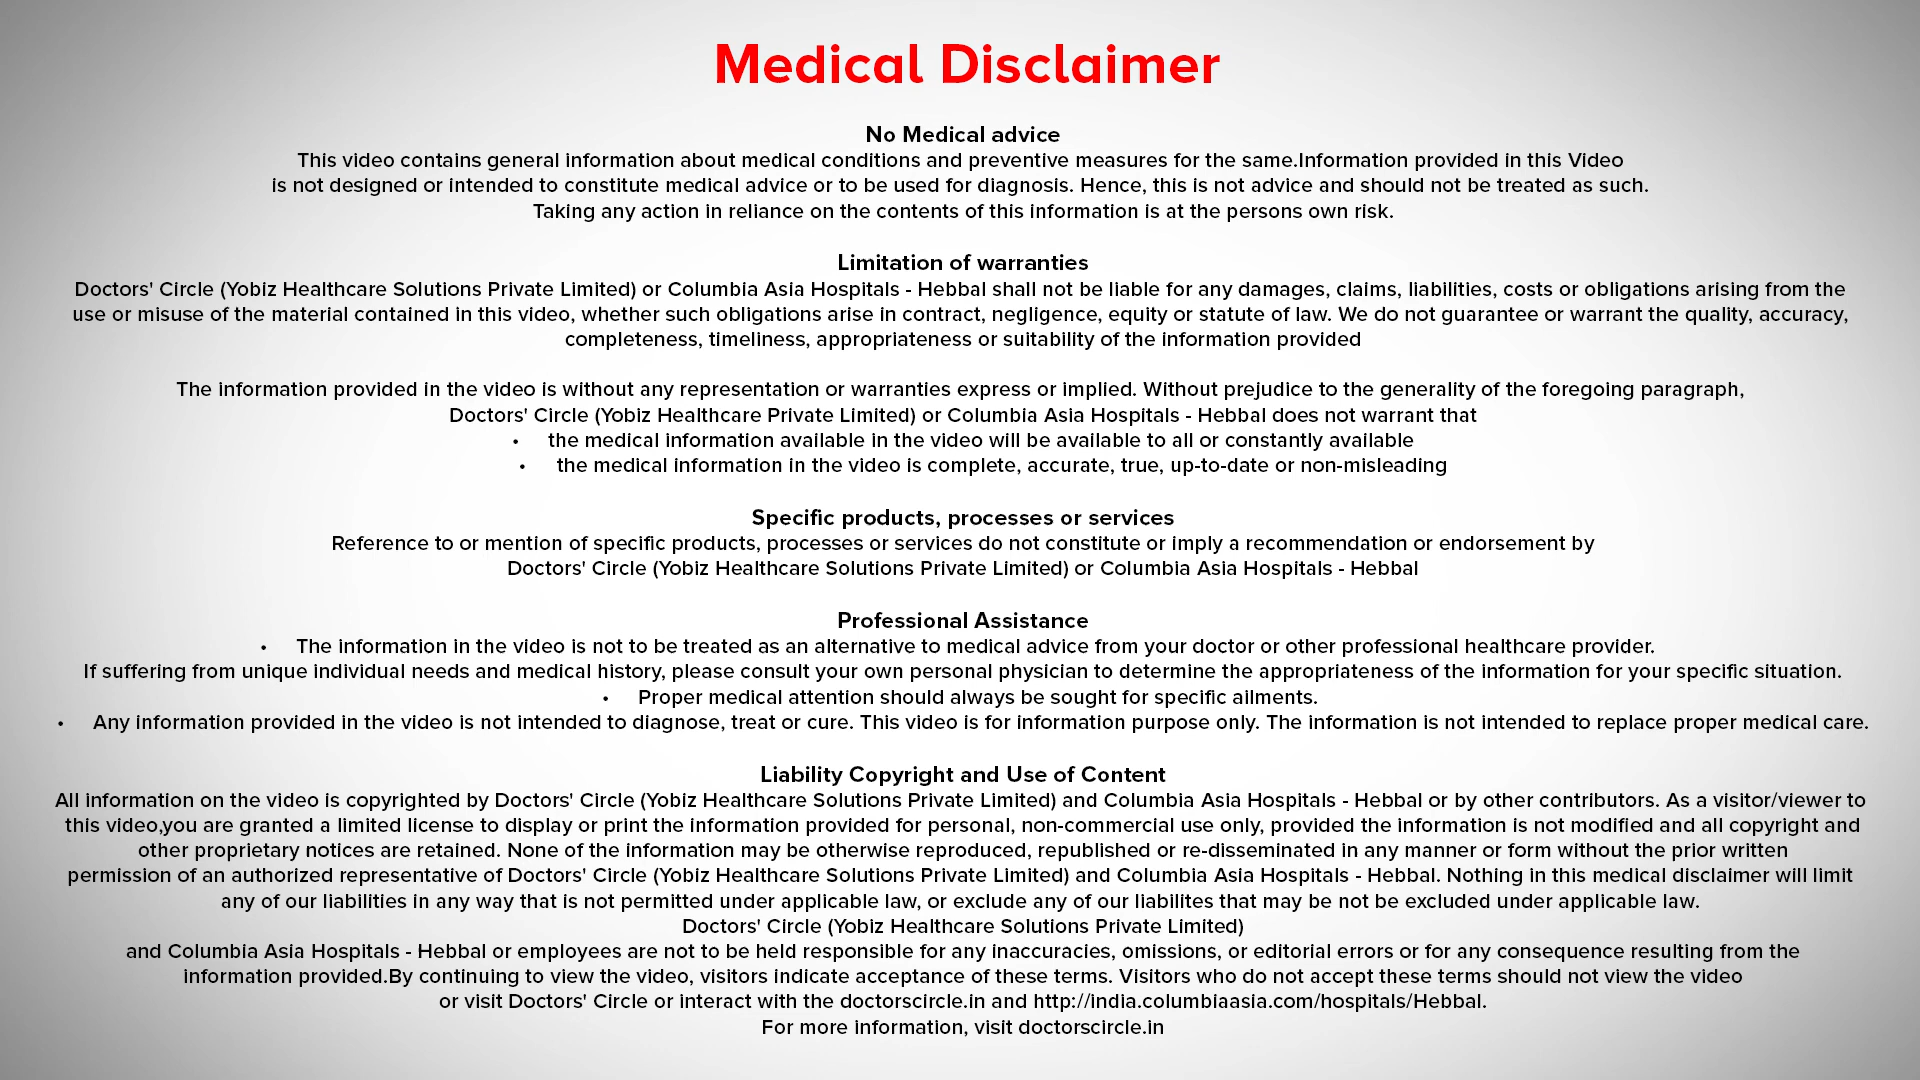 Medical Disclaimer
No Medical advice
This video contains general information about medical conditions and preventive measures for the same.Information provided in this Video
is not designed or intended to constitute medical advice or to be used for diagnosis. Hence, this is not advice and should not be treated as such.
Taking any action in reliance on the contents of this information is at the persons own risk.
Limitation of warranties
Doctors' Circle (Yobiz Healthcare Solutions Private Limited) or Columbia Asia Hospitals - Hebbal shall not be liable for any damages, claims, liabilities, costs or obligations arising from the
use or misuse of the material contained in this video, whether such obligations arise in contract, negligence, equity or statute of law. We do not guarantee or warrant the quality, accuracy,
completeness, timeliness, appropriateness or suitability of the information provided
The information provided in the video is without any representation or warranties express or implied. Without prejudice to the generality of the foregoing paragraph,
Doctors' Circle (Yobiz Healthcare Private Limited) or Columbia Asia Hospitals - Hebbal does not warrant that
• the medical information available in the video will be available to all or constantly available
• the medical information in the video is complete, accurate, true, up-to-date or non-misleading
Specific products, processes or services
Reference to or mention of specific products, processes or services do not constitute or imply a recommendation or endorsement by
Doctors' Circle (Yobiz Healthcare Solutions Private Limited) or Columbia Asia Hospitals - Hebbal
Professional Assistance
• The information in the video is not to be treated as an alternative to medical advice from your doctor or other professional healthcare provider.
If suffering from unique individual needs and medical history, please consult your own personal physician to determine the appropriateness of the information for your specific situation.
• Proper medical attention should always be sought for specific ailments.
• Any information provided in the video is not intended to diagnose, treat or cure. This video is for information purpose only. The information is not intended to replace proper medical care.
Liability Copyright and Use of Content
All information on the video is copyrighted by Doctors' Circle (Yobiz Healthcare Solutions Private Limited) and Columbia Asia Hospitals - Hebbal or by other contributors. As a visitor/viewer to
this video,you are granted a limited license to display or print the information provided for personal, non-commercial use only, provided the information is not modified and all copyright and
other proprietary notices are retained. None of the information may be otherwise reproduced, republished or re-disseminated in any manner or form without the prior written
permission of an authorized representative of Doctors' Circle (Yobiz Healthcare Solutions Private Limited) and Columbia Asia Hospitals - Hebbal. Nothing in this medical disclaimer will limit
any of our liabilities in any way that is not permitted under applicable law, or exclude any of our liabilites that may be not be excluded under applicable law.
Doctors' Circle (Yobiz Healthcare Solutions Private Limited)
and Columbia Asia Hospitals - Hebbal or employees are not to be held responsible for any inaccuracies, omissions, or editorial errors or for any consequence resulting from the
information provided.By continuing to view the video, visitors indicate acceptance of these terms. Visitors who do not accept these terms should not view the video
or visit Doctors' Circle or interact with the doctorscircle.in and http://india.columbiaasia.com/hospitals/Hebbal.
For more information, visit doctorscircle.in